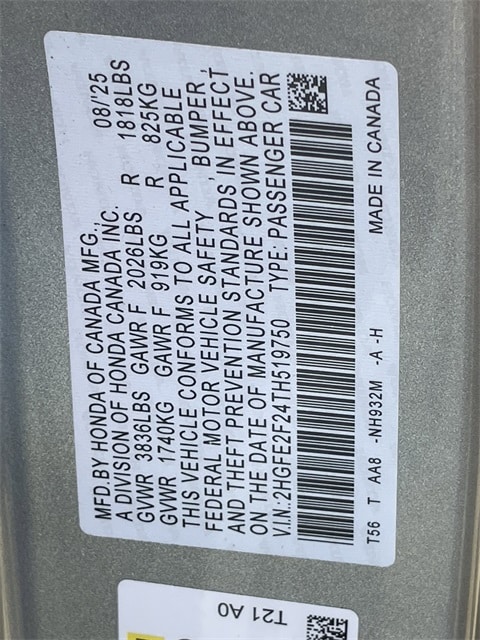 MFD.BY HONDA OF CANADA MFG.,
A DIVISION OF HONDA CANADA INC. 08/'25
GVWR 3836LBS GAWR F 2026LBS R 1818LBS
GVWR 1740KG GAWR F 919KG R 825KG
THIS VEHICLE CONFORMS TO ALL APPLICABLE
FEDERAL MOTOR VEHICLE SAFETY , BUMPER ,
AND THEFT PREVENTION STANDARDS IN EFFECT
ON THE DATE OF MANUFACTURE SHOWN ABOVE.
V.I.N.:2HGFE2F24TH519750 TYPE: PASSENGER CAR
T56 T AA8 -NH932M -A -H MADE IN CANADA
T21 A0